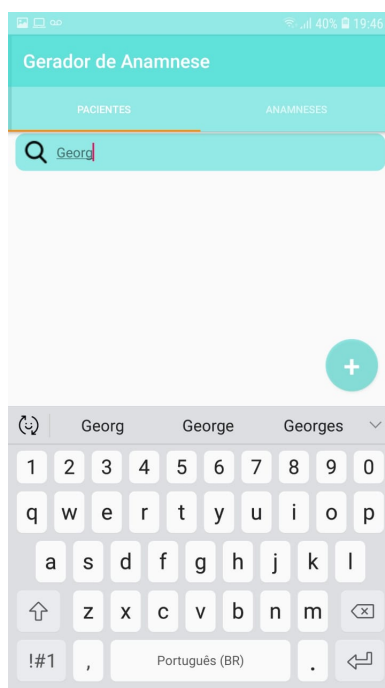 40% 19:46
Gerador de Anamnese
PACIENTES ANAMNESES
Georg
+
Georg George Georges
1 2 3 4 5 6 7 8 9 0
q w e r t y u i o p
a s d f g h j k l
z x c v b n m
!#1 , Português (BR) .